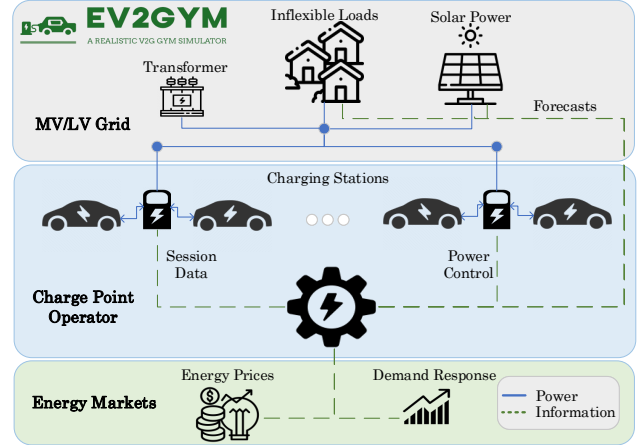 EV2GYM
A REALISTIC V2G GYM SIMULATOR
Inflexible Loads
Solar Power
Transformer
Forecasts
MV/LV Grid
Charging Stations
Session
Data
Power
Control
Charge Point
Operator
Energy Prices
Demand Response
Energy Markets
Power
Information